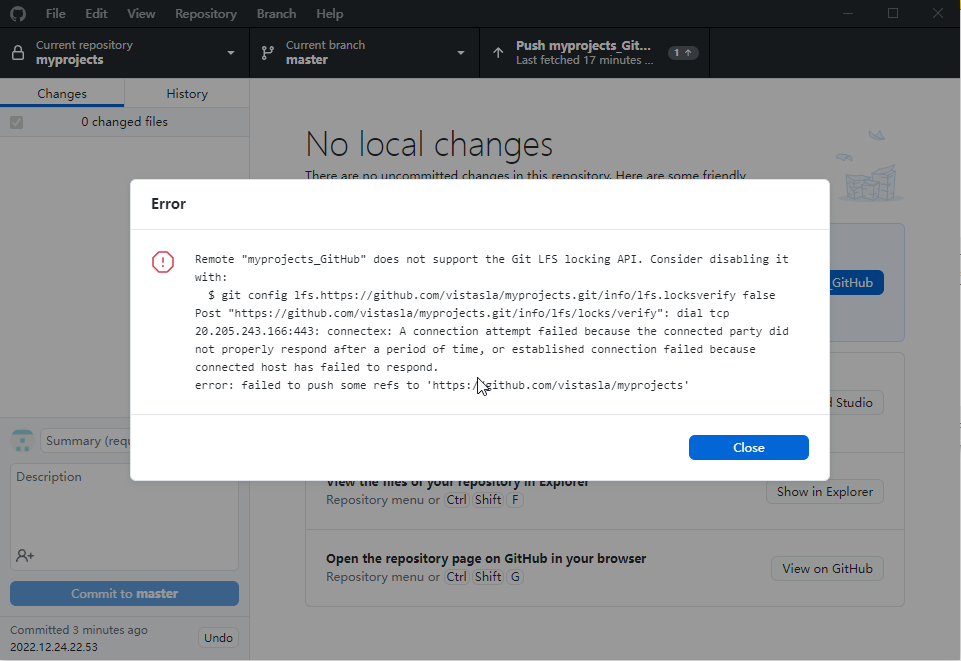 File Edit View Repository Branch Help
Current repository
myprojects
Current branch
master
Push myprojects_Git...
Last fetched 17 minutes ...
1
Changes History
0 changed files
No local changes
There are no uncommitted changes in this repository. Here are some friendly
Error
Remote "myprojects_GitHub" does not support the Git LFS locking API. Consider disabling it
with:
$ git config lfs.https://github.com/vistasla/myprojects.git/info/lfs.locksverify false
Post "https://github.com/vistasla/myprojects.git/info/lfs/locks/verify": dial tcp
20.205.243.166:443: connectex: A connection attempt failed because the connected party did
not properly respond after a period of time, or established connection failed because
connected host has failed to respond.
error: failed to push some refs to 'https://github.com/vistasla/myprojects'
Close
_GitHub
d Studio
Summary (requ
Description
View the files of your repository in Explorer
Repository menu or Ctrl Shift F
Show in Explorer
Open the repository page on GitHub in your browser
Repository menu or Ctrl Shift G
View on GitHub
Commit to master
Committed 3 minutes ago
2022.12.24.22.53
Undo